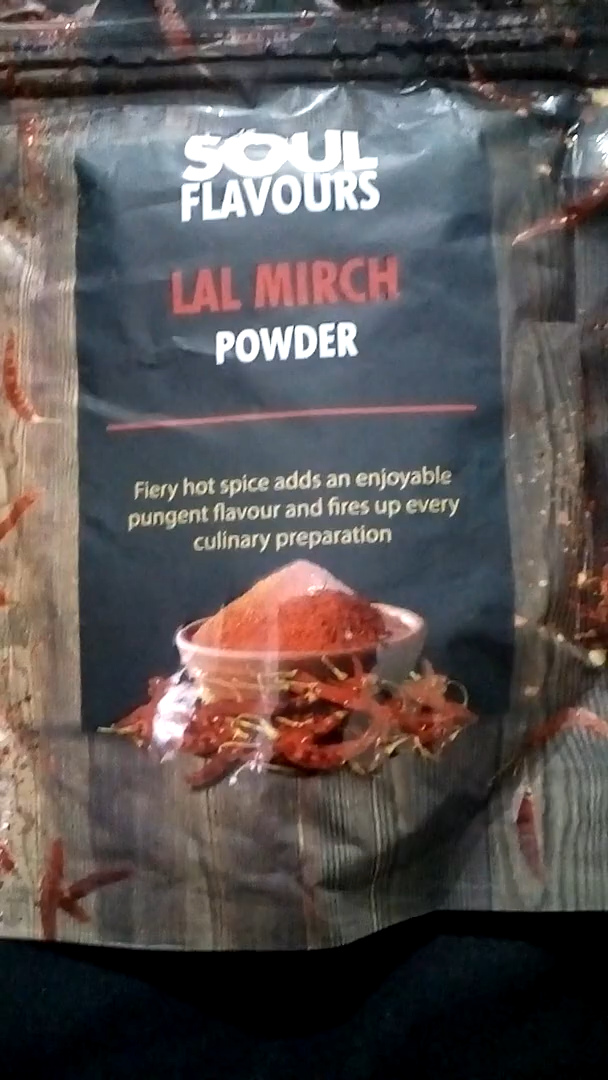 SOUL
FLAVOURS
LAL MIRCH
POWDER
Fiery hot spice adds an enjoyable
pungent flavour and fires up every
culinary preparation